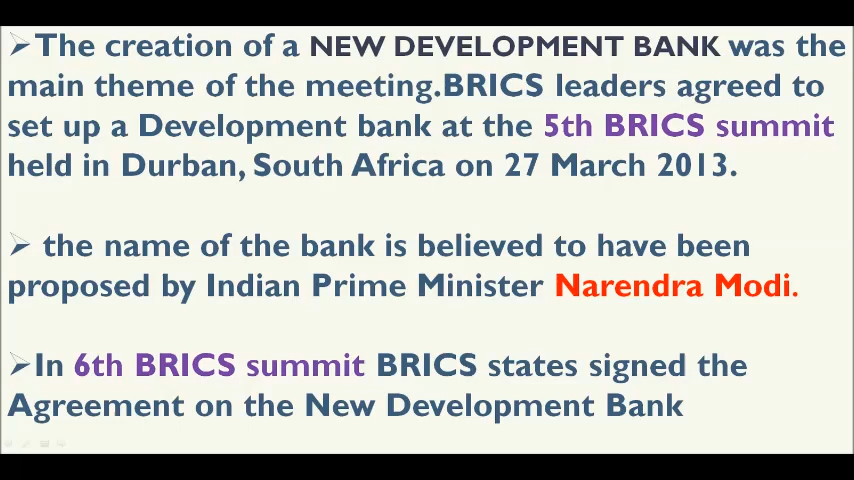 ➢The creation of a NEW DEVELOPMENT BANK was the
main theme of the meeting.BRICS leaders agreed to
set up a Development bank at the 5th BRICS summit
held in Durban, South Africa on 27 March 2013.
➢ the name of the bank is believed to have been
proposed by Indian Prime Minister Narendra Modi.
➢In 6th BRICS summit BRICS states signed the
Agreement on the New Development Bank